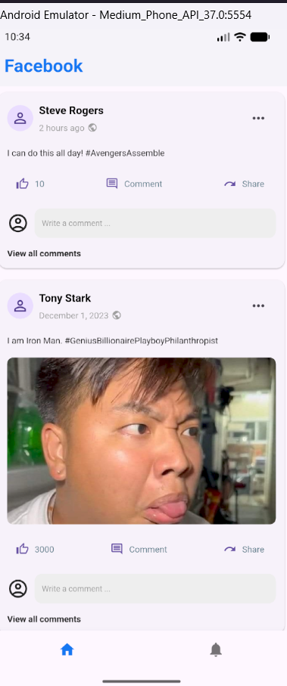 Android Emulator - Medium_Phone_API_37.0:5554
10:34
Facebook
Steve Rogers
2 hours ago
I can do this all day! #AvengersAssemble
10 Comment Share
Write a comment ...
View all comments
Tony Stark
December 1, 2023
I am Iron Man. #GeniusBillionairePlayboyPhilanthropist
3000 Comment Share
Write a comment ...
View all comments